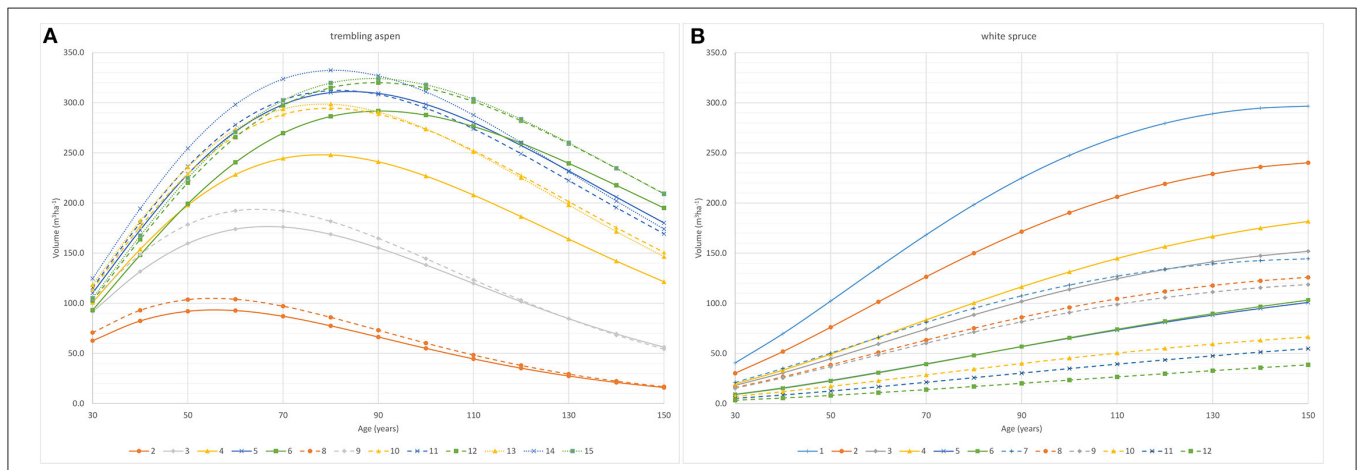 A
trembling aspen
350.0
300.0
250.0
200.0
150.0
100.0
50.0
0.0
Volume (m³ha⁻¹)
30 50 70 90 110 130 150
Age (years)
2 3 4 5 6 8 9 10 11 12 13 14 15
B
white spruce
350.0
300.0
250.0
200.0
150.0
100.0
50.0
0.0
Volume (m³ha⁻¹)
30 50 70 90 110 130 150
Age (years)
1 2 3 4 5 6 7 8 9 10 11 12